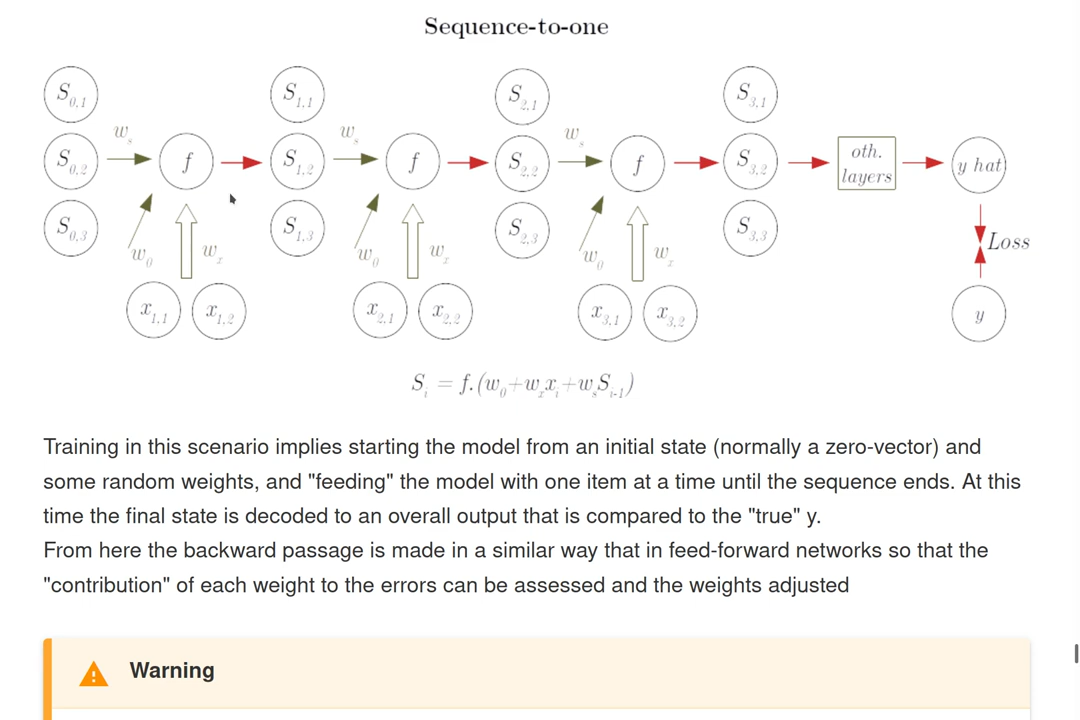 Sequence-to-one
S0,1 S1,1 S2,1 S3,1
ws ws ws
S0,2 f S1,2 f S2,2 f S3,2 oth. layers y hat
S0,3 S1,3 S2,3 S3,3 Loss
w0 wx w0 wx w0 wx
x1,1 x1,2 x2,1 x2,2 x3,1 x3,2 y
Si = f.(w0+wxxi+wsSi-1)
Training in this scenario implies starting the model from an initial state (normally a zero-vector) and
some random weights, and "feeding" the model with one item at a time until the sequence ends. At this
time the final state is decoded to an overall output that is compared to the "true" y.
From here the backward passage is made in a similar way that in feed-forward networks so that the
"contribution" of each weight to the errors can be assessed and the weights adjusted
Warning